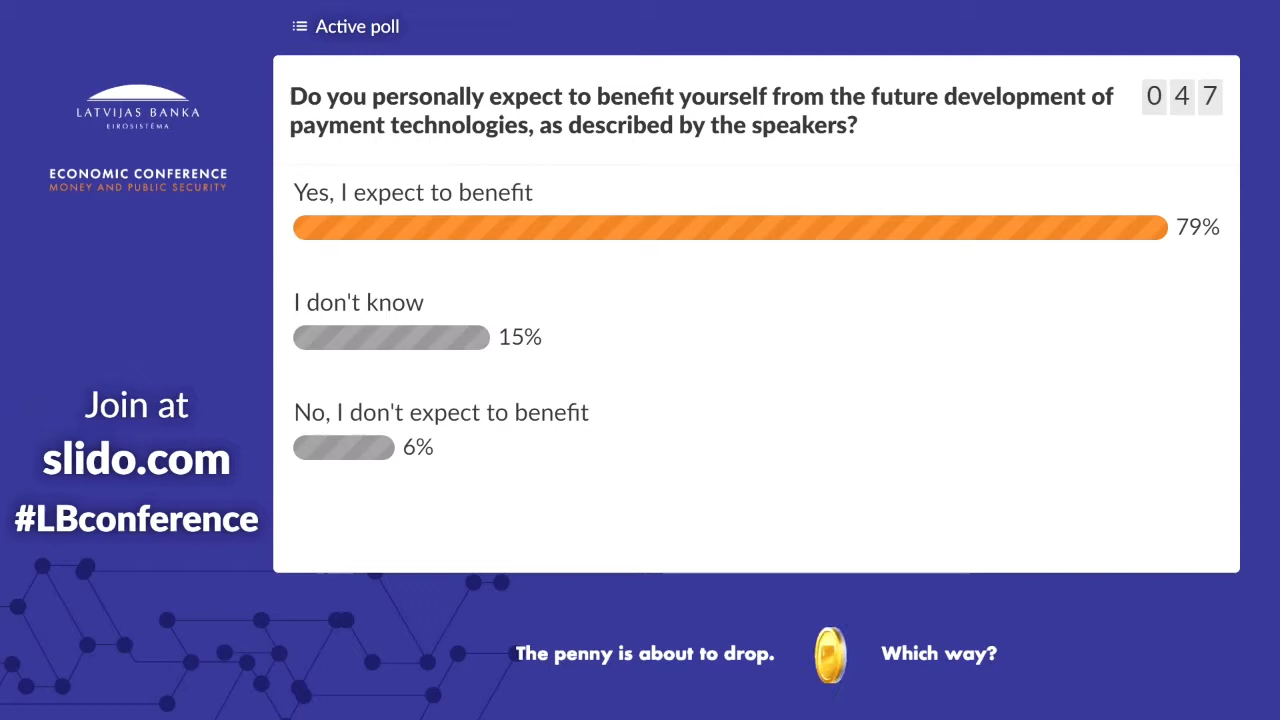 Active poll
LATVIJAS BANKA
EIROSISTĒMA
ECONOMIC CONFERENCE
MONEY AND PUBLIC SECURITY
Do you personally expect to benefit yourself from the future development of
payment technologies, as described by the speakers?
047
Yes, I expect to benefit
79%
I don't know
15%
No, I don't expect to benefit
6%
Join at
slido.com
#LBconference
The penny is about to drop. Which way?